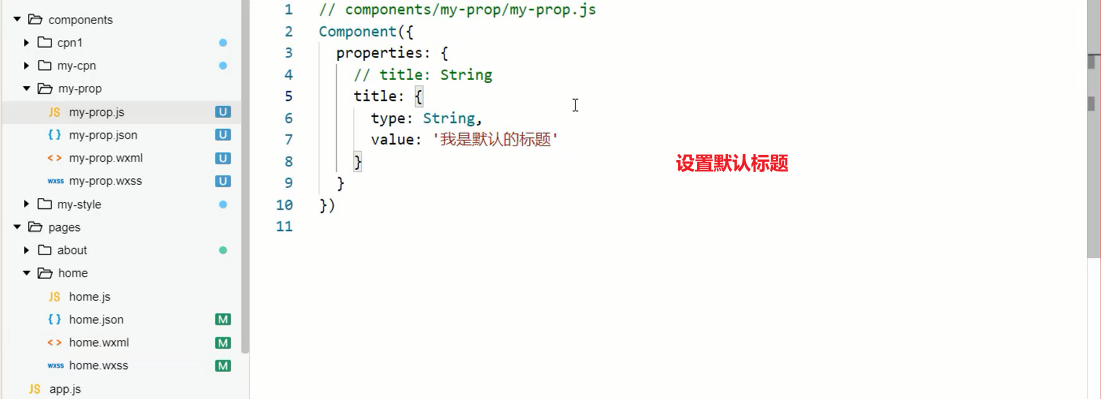 components
cpn1
my-cpn
my-prop
JS my-prop.js U
{ } my-prop.json U
< > my-prop.wxml U
wxss my-prop.wxss U
my-style
pages
about
home
JS home.js
{ } home.json M
< > home.wxml M
wxss home.wxss M
JS app.js
1 // components/my-prop/my-prop.js
2 Component({
3 properties: {
4 // title: String
5 title: {
6 type: String,
7 value: '我是默认的标题'
8 }
9 }
10 })
11
设置默认标题